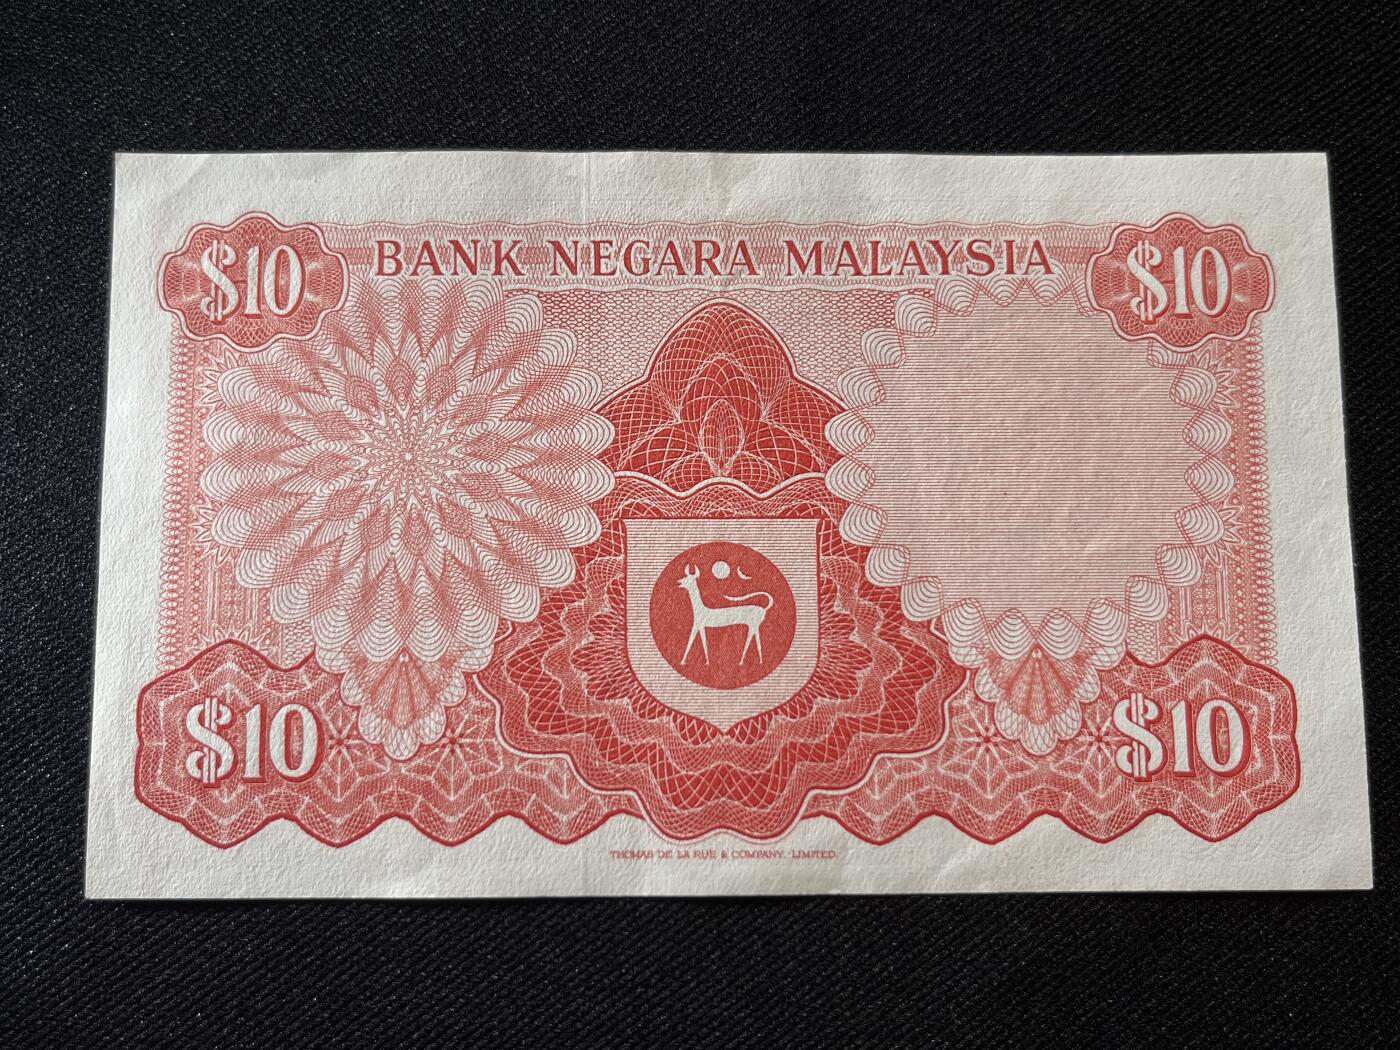 $10 BANK NEGARA MALAYSIA $10
$10 $10
THOMAS DE LA RUE & COMPANY, LIMITED.